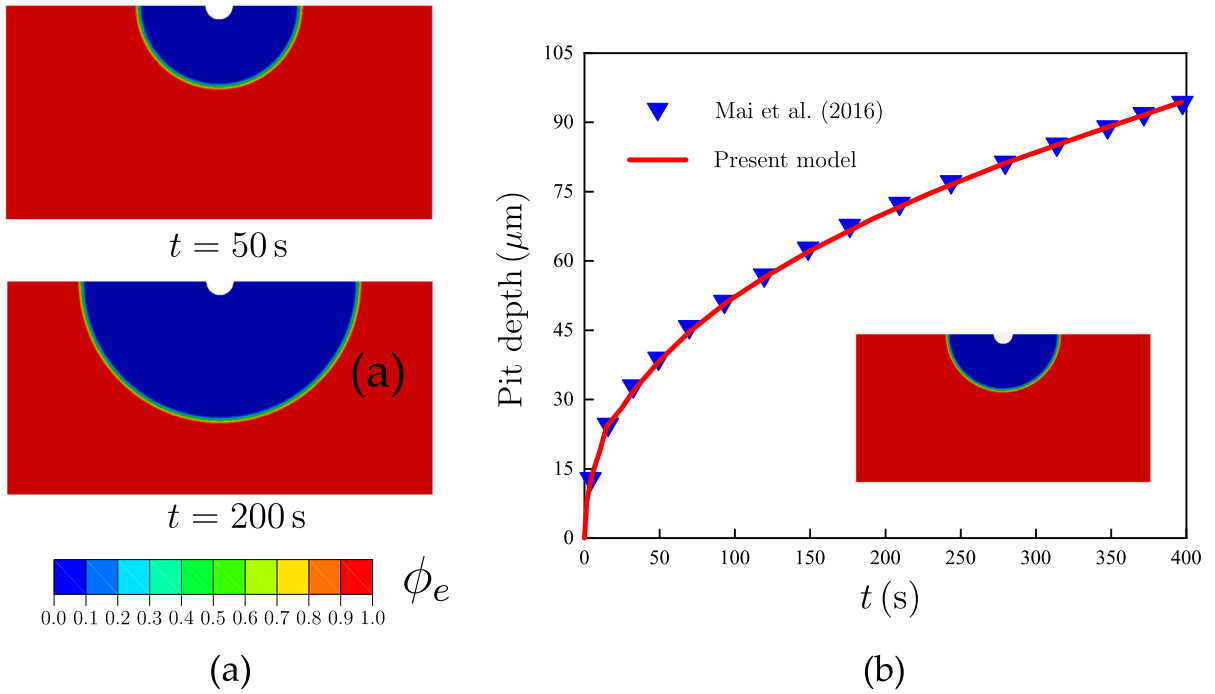 t = 50 s
(a)
t = 200 s
0.0 0.1 0.2 0.3 0.4 0.5 0.6 0.7 0.8 0.9 1.0
ϕₑ
(a)
105
90
75
60
45
30
15
0
Pit depth (μm)
Mai et al. (2016)
Present model
0 50 100 150 200 250 300 350 400
t (s)
(b)